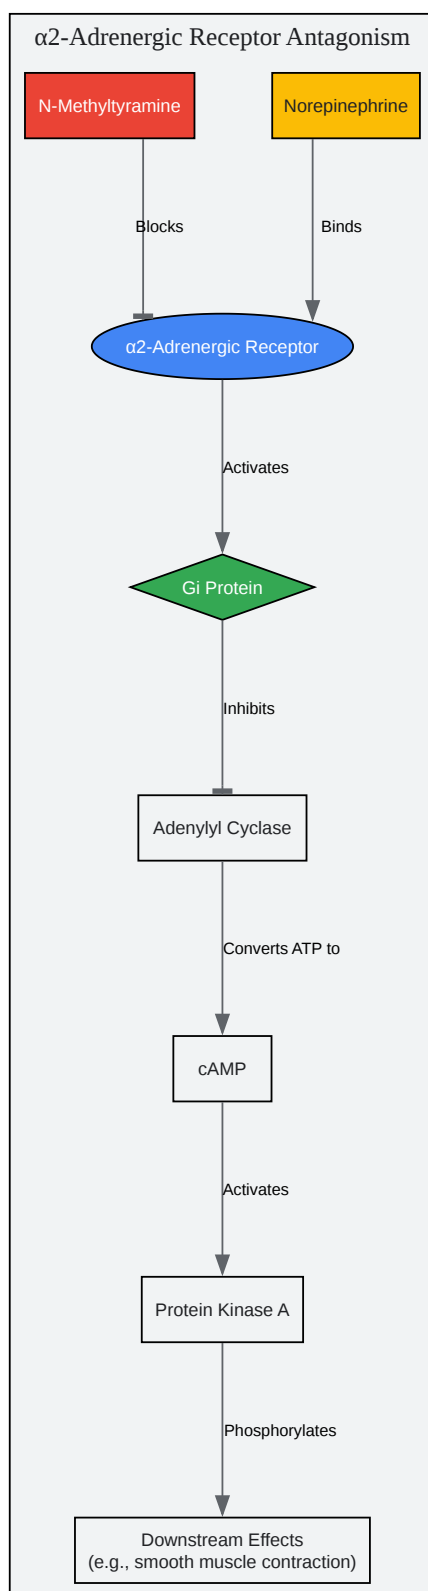 α2-Adrenergic Receptor Antagonism
N-Methyltyramine
Norepinephrine
Blocks
Binds
α2-Adrenergic Receptor
Activates
Gi Protein
Inhibits
Adenylyl Cyclase
Converts ATP to
cAMP
Activates
Protein Kinase A
Phosphorylates
Downstream Effects
(e.g., smooth muscle contraction)